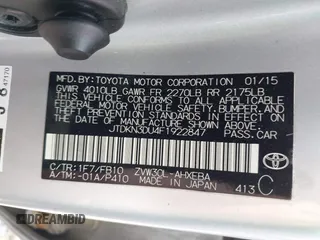 MFD.BY:TOYOTA MOTOR CORPORATION 01/15
GVWR 4010LB GAWR FR 2270LB RR 2175LB
THIS VEHICLE CONFORMS TO ALL APPLICABLE
FEDERAL MOTOR VEHICLE SAFETY, BUMPER, AND
THEFT PREVENTION STANDARDS IN EFFECT ON
THE DATE OF MANUFACTURE SHOWN ABOVE.
JTDKN3DU4F1922847 PASS.CAR
C/TR:1F7/FB10 ZVW30L-AHXEBA
A/TM:-01A/P410 MADE IN JAPAN
413 C
TOYOTA
47170
DREAMBID